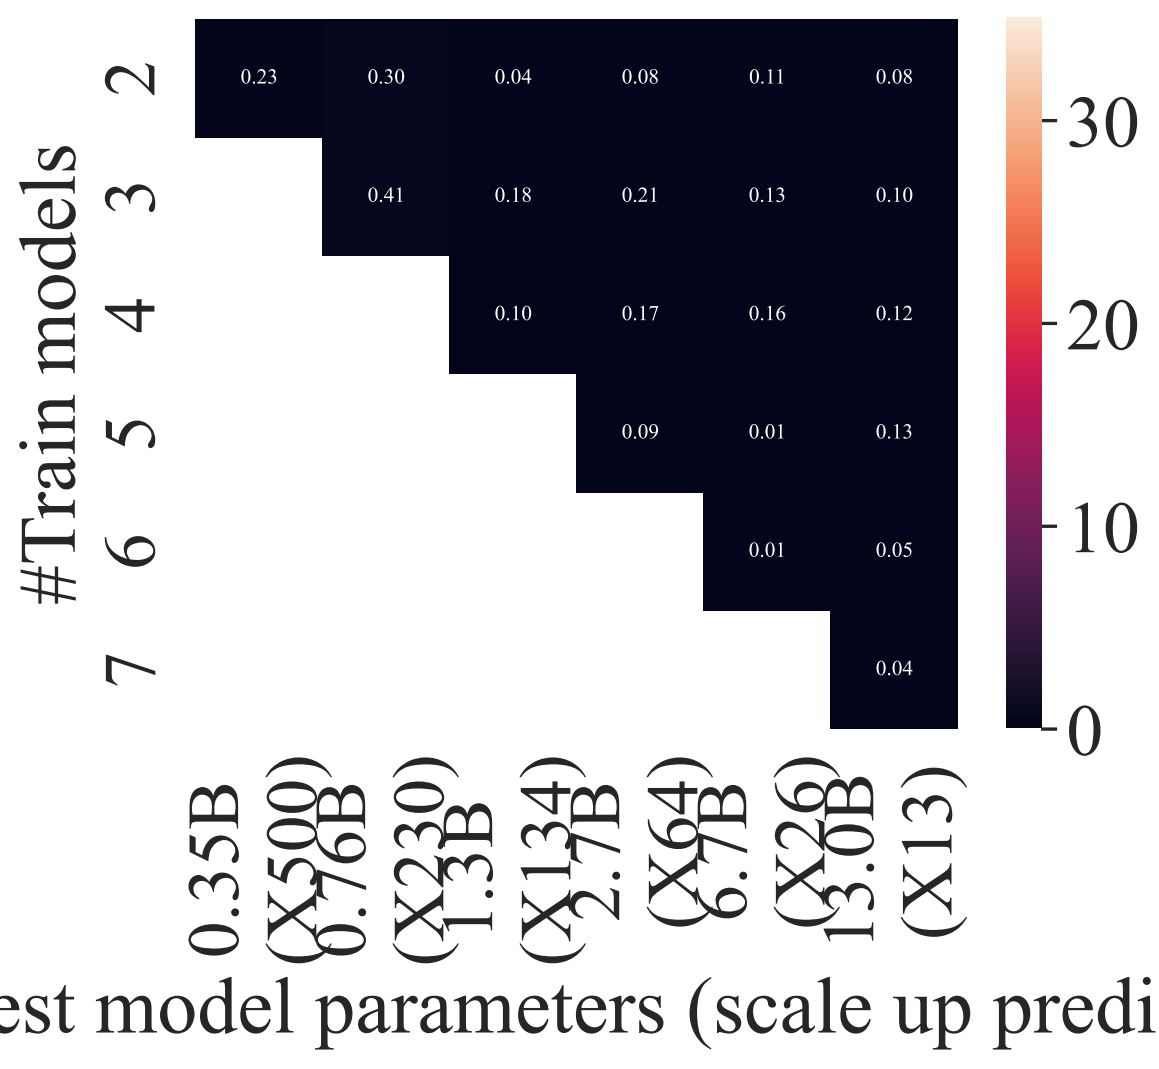 #Train models
2 0.23 0.30 0.04 0.08 0.11 0.08
3 0.41 0.18 0.21 0.13 0.10
4 0.10 0.17 0.16 0.12
5 0.09 0.01 0.13
6 0.01 0.05
7 0.04
30
20
10
0
0.35B
(X500)
0.76B
(X230)
1.3B
(X134)
2.7B
(X64)
6.7B
(X26)
13.0B
(X13)
est model parameters (scale up predi